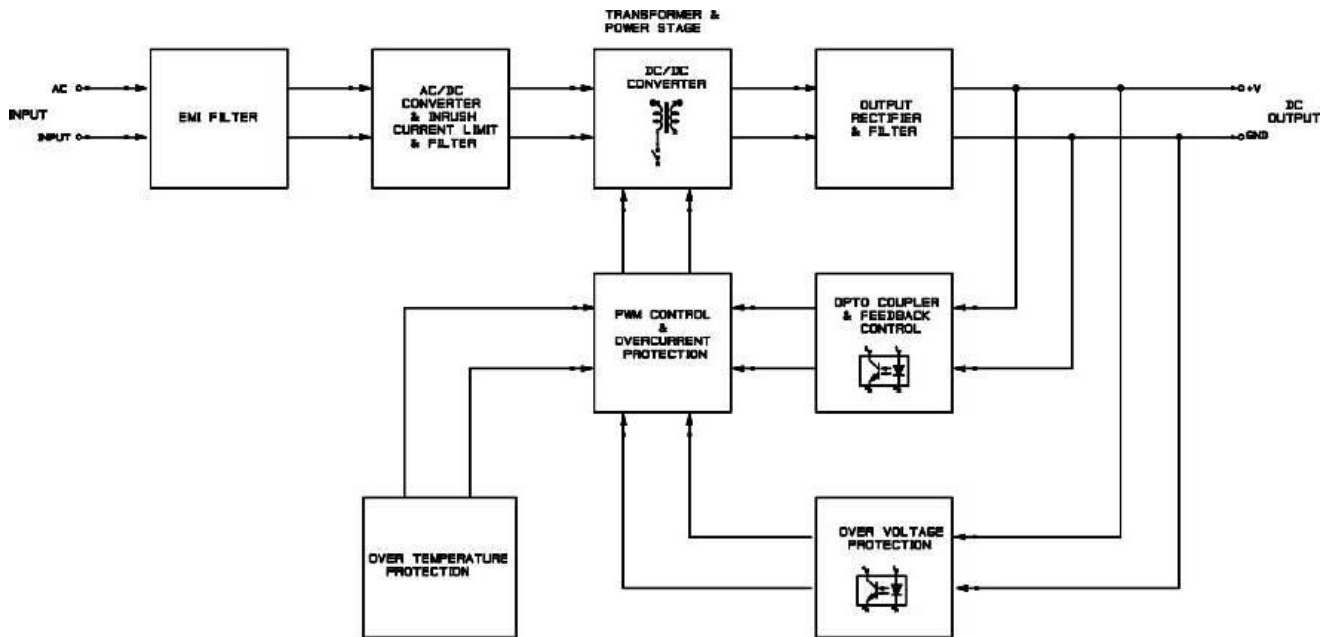 TRANSFORMER &
POWER STAGE
AC
INPUT
INPUT
EMI FILTER
AC/DC
CONVERTER
& INRUSH
CURRENT LIMIT
& FILTER
DC/DC
CONVERTER
OUTPUT
RECTIFIER
& FILTER
+V
DC
OUTPUT
GND
PWM CONTROL
&
OVERCURRENT
PROTECTION
OPTO COUPLER
& FEEDBACK
CONTROL
OVER TEMPERATURE
PROTECTION
OVER VOLTAGE
PROTECTION